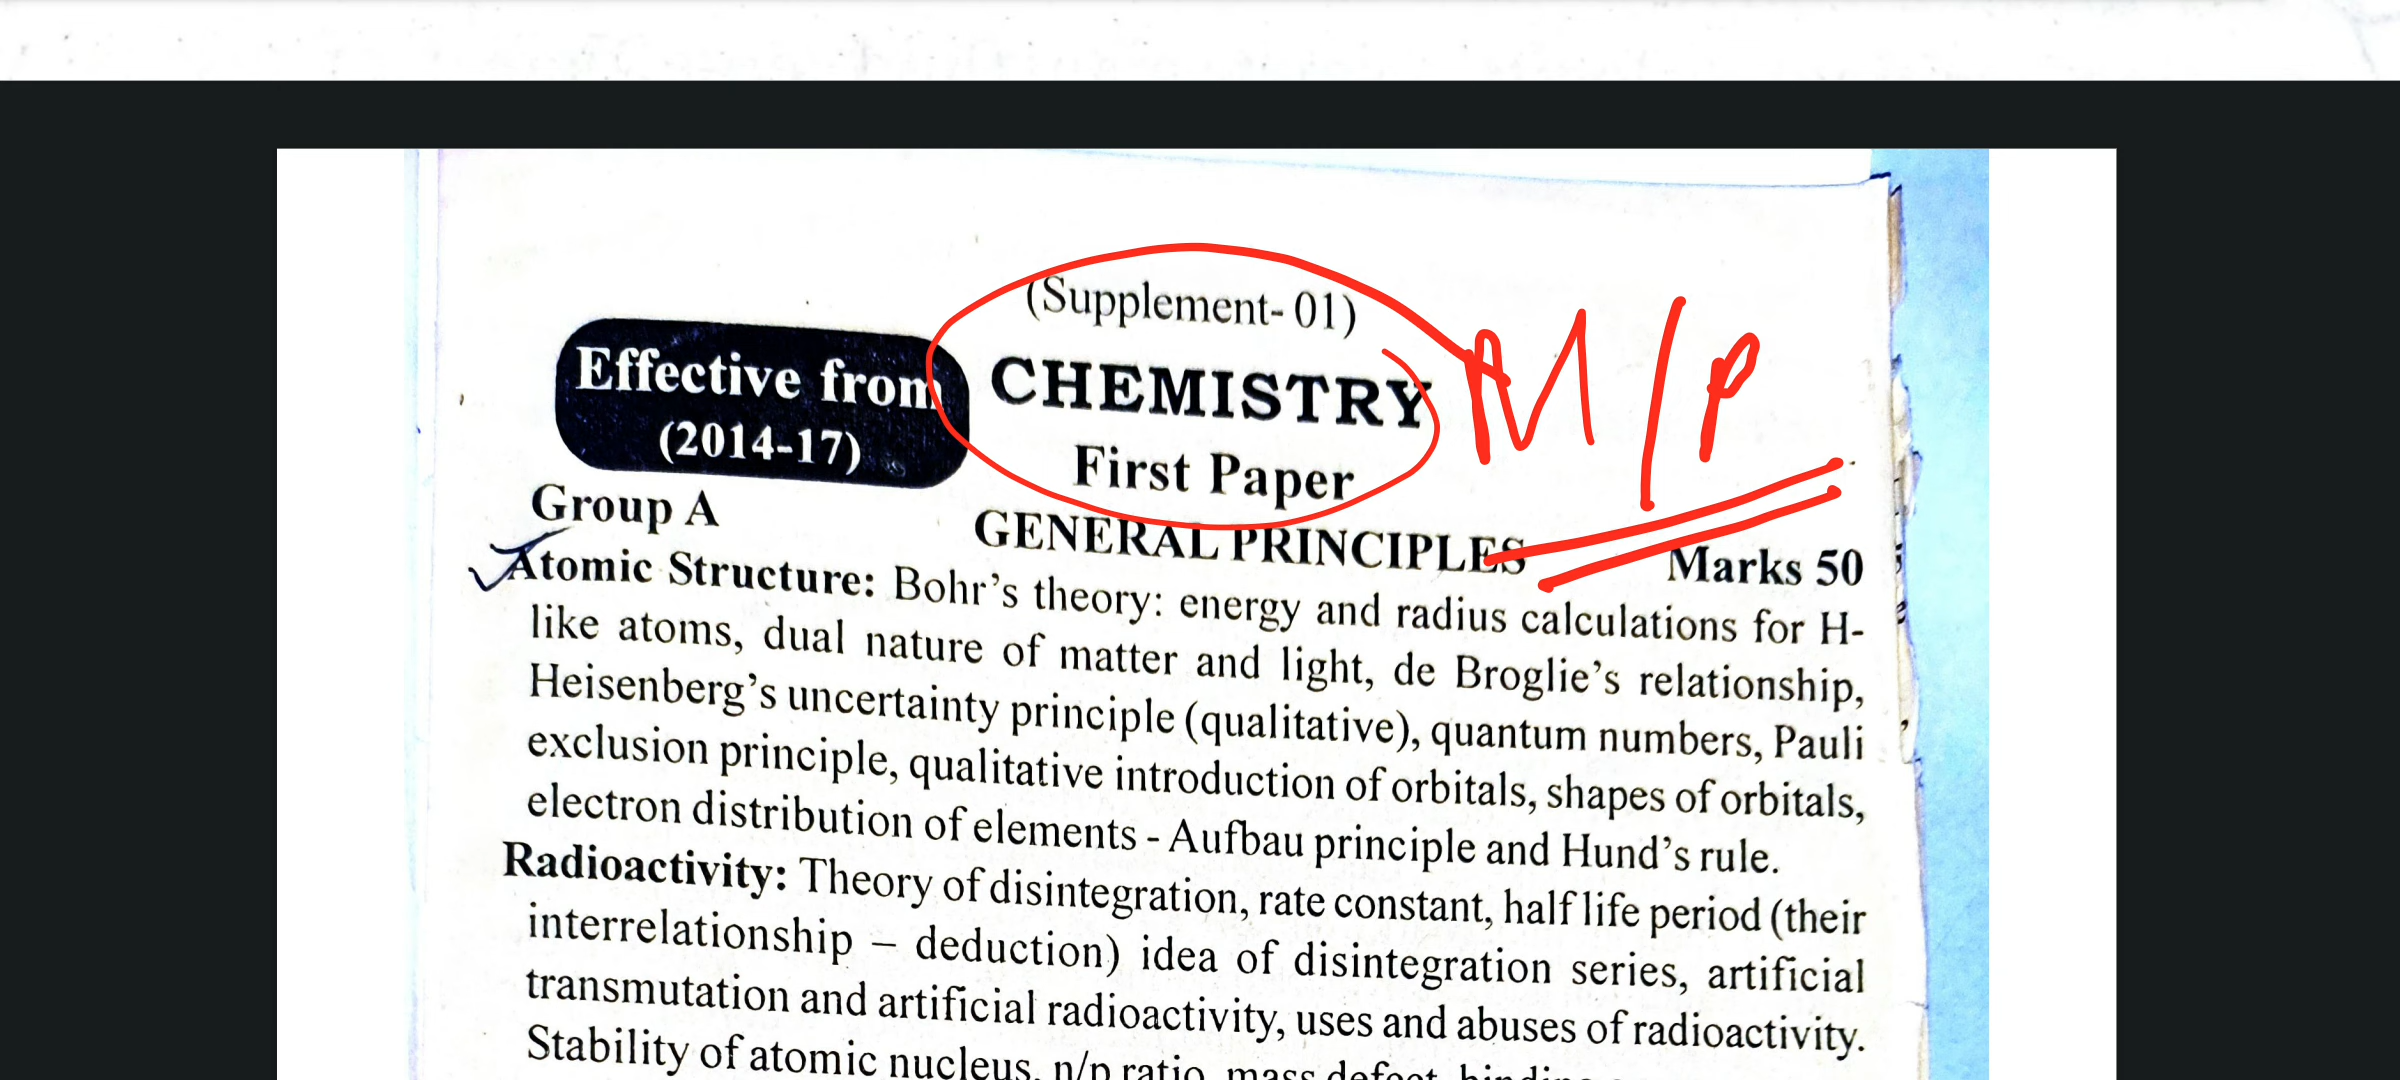 (Supplement- 01)
Effective from
(2014-17)
CHEMISTRY
First Paper
M/P
Group A
GENERAL PRINCIPLES
Marks 50
Atomic Structure: Bohr's theory: energy and radius calculations for H-
like atoms, dual nature of matter and light, de Broglie's relationship,
Heisenberg's uncertainty principle (qualitative), quantum numbers, Pauli
exclusion principle, qualitative introduction of orbitals, shapes of orbitals,
electron distribution of elements - Aufbau principle and Hund's rule.
Radioactivity: Theory of disintegration, rate constant, half life period (their
interrelationship – deduction) idea of disintegration series, artificial
transmutation and artificial radioactivity, uses and abuses of radioactivity.
Stability of atomic nucleus, n/p ratio, mass defect,